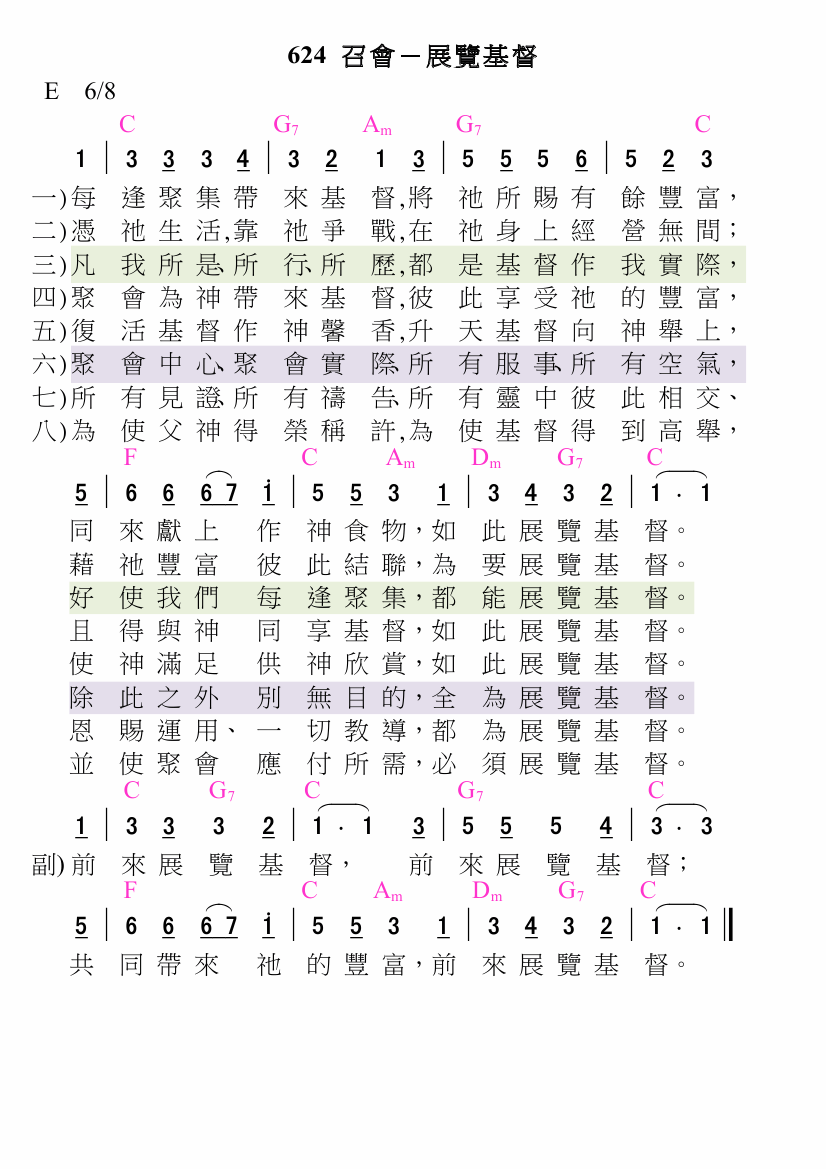 624 召會－展覽基督
E 6/8
C G7 Am G7 C
1 | 3 3 3 4 | 3 2 1 3 | 5 5 5 6 | 5 2 3
一)每逢聚集帶來基督,將祂所賜有餘豐富，
二)憑祂生活,靠祂爭戰,在祂身上經營無間；
三)凡我所是、所行、所歷,都是基督作我實際，
四)聚會為神帶來基督,彼此享受祂的豐富，
五)復活基督作神馨香,升天基督向神舉上，
六)聚會中心、聚會實際、所有服事、所有空氣，
七)所有見證、所有禱告、所有靈中彼此相交、
八)為使父神得榮稱許,為使基督得到高舉，
F C Am Dm G7 C
5 | 6 6 6 7 i | 5 5 3 1 | 3 4 3 2 | 1 · 1
同來獻上作神食物，如此展覽基督。
藉祂豐富彼此結聯，為要展覽基督。
好使我們每逢聚集，都能展覽基督。
且得與神同享基督，如此展覽基督。
使神滿足供神欣賞，如此展覽基督。
除此之外別無目的，全為展覽基督。
恩賜運用、一切教導，都為展覽基督。
並使聚會應付所需，必須展覽基督。
C G7 C G7 C
1 | 3 3 3 2 | 1 · 1 3 | 5 5 5 4 | 3 · 3
副)前來展覽基督，前來展覽基督；
F C Am Dm G7 C
5 | 6 6 6 7 i | 5 5 3 1 | 3 4 3 2 | 1 · 1 ‖
共同帶來祂的豐富，前來展覽基督。